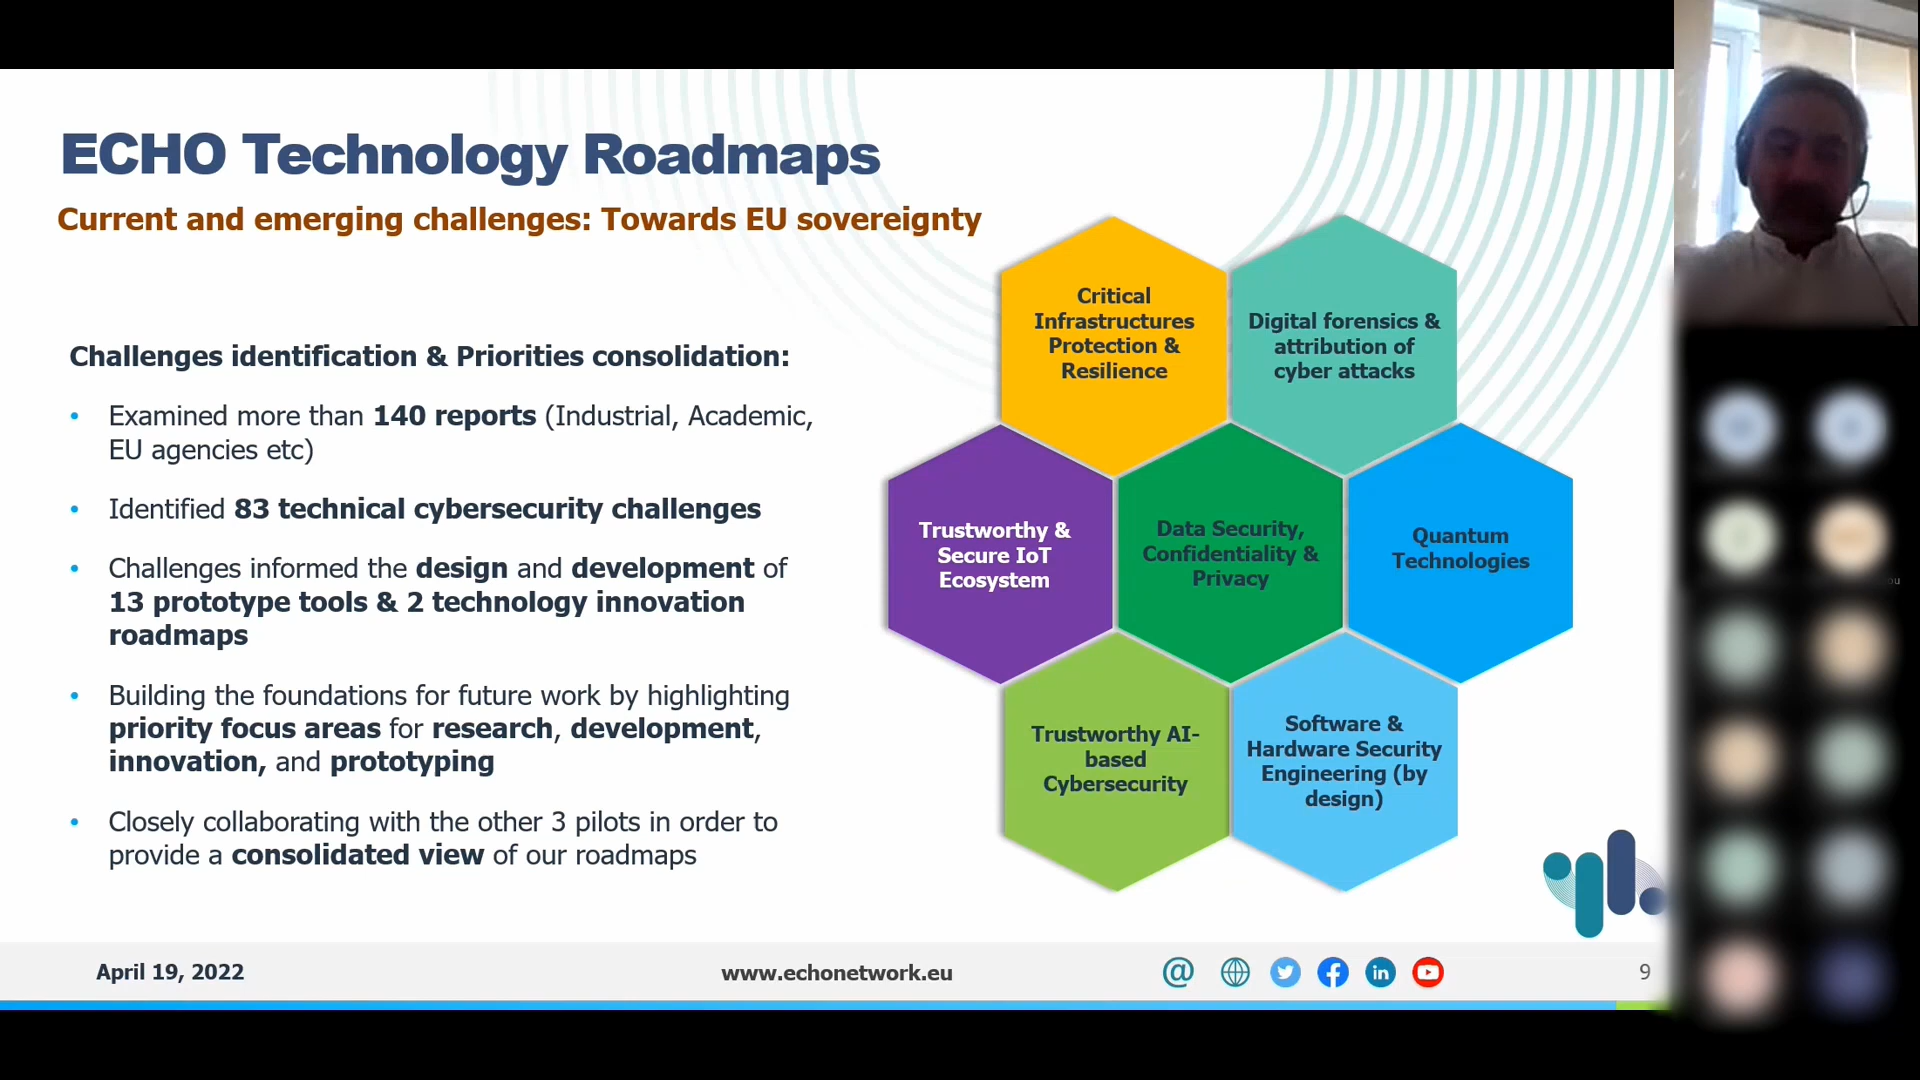 ECHO Technology Roadmaps
Current and emerging challenges: Towards EU sovereignty
Challenges identification & Priorities consolidation:
• Examined more than 140 reports (Industrial, Academic,
EU agencies etc)
• Identified 83 technical cybersecurity challenges
• Challenges informed the design and development of
13 prototype tools & 2 technology innovation
roadmaps
• Building the foundations for future work by highlighting
priority focus areas for research, development,
innovation, and prototyping
• Closely collaborating with the other 3 pilots in order to
provide a consolidated view of our roadmaps
Critical
Infrastructures
Protection &
Resilience
Digital forensics &
attribution of
cyber attacks
Trustworthy &
Secure IoT
Ecosystem
Data Security,
Confidentiality &
Privacy
Quantum
Technologies
Trustworthy AI-
based
Cybersecurity
Software &
Hardware Security
Engineering (by
design)
April 19, 2022
www.echonetwork.eu
9